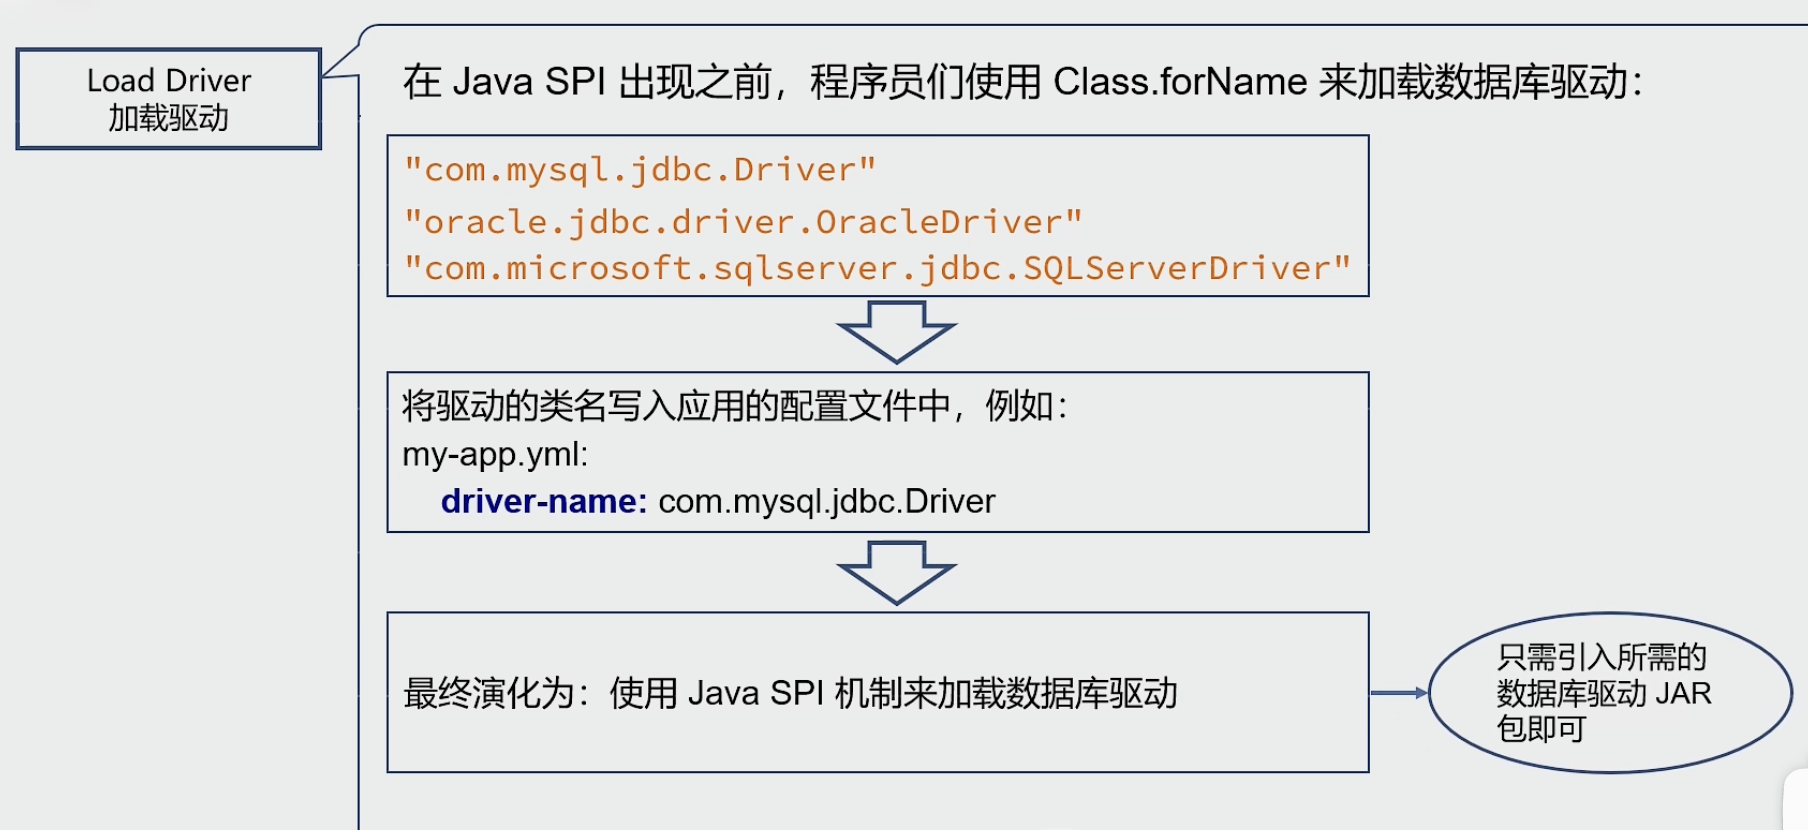 Load Driver
加载驱动
在 Java SPI 出现之前，程序员们使用 Class.forName 来加载数据库驱动：
"com.mysql.jdbc.Driver"
"oracle.jdbc.driver.OracleDriver"
"com.microsoft.sqlserver.jdbc.SQLServerDriver"
将驱动的类名写入应用的配置文件中，例如：
my-app.yml:
driver-name: com.mysql.jdbc.Driver
最终演化为：使用 Java SPI 机制来加载数据库驱动
只需引入所需的
数据库驱动 JAR
包即可